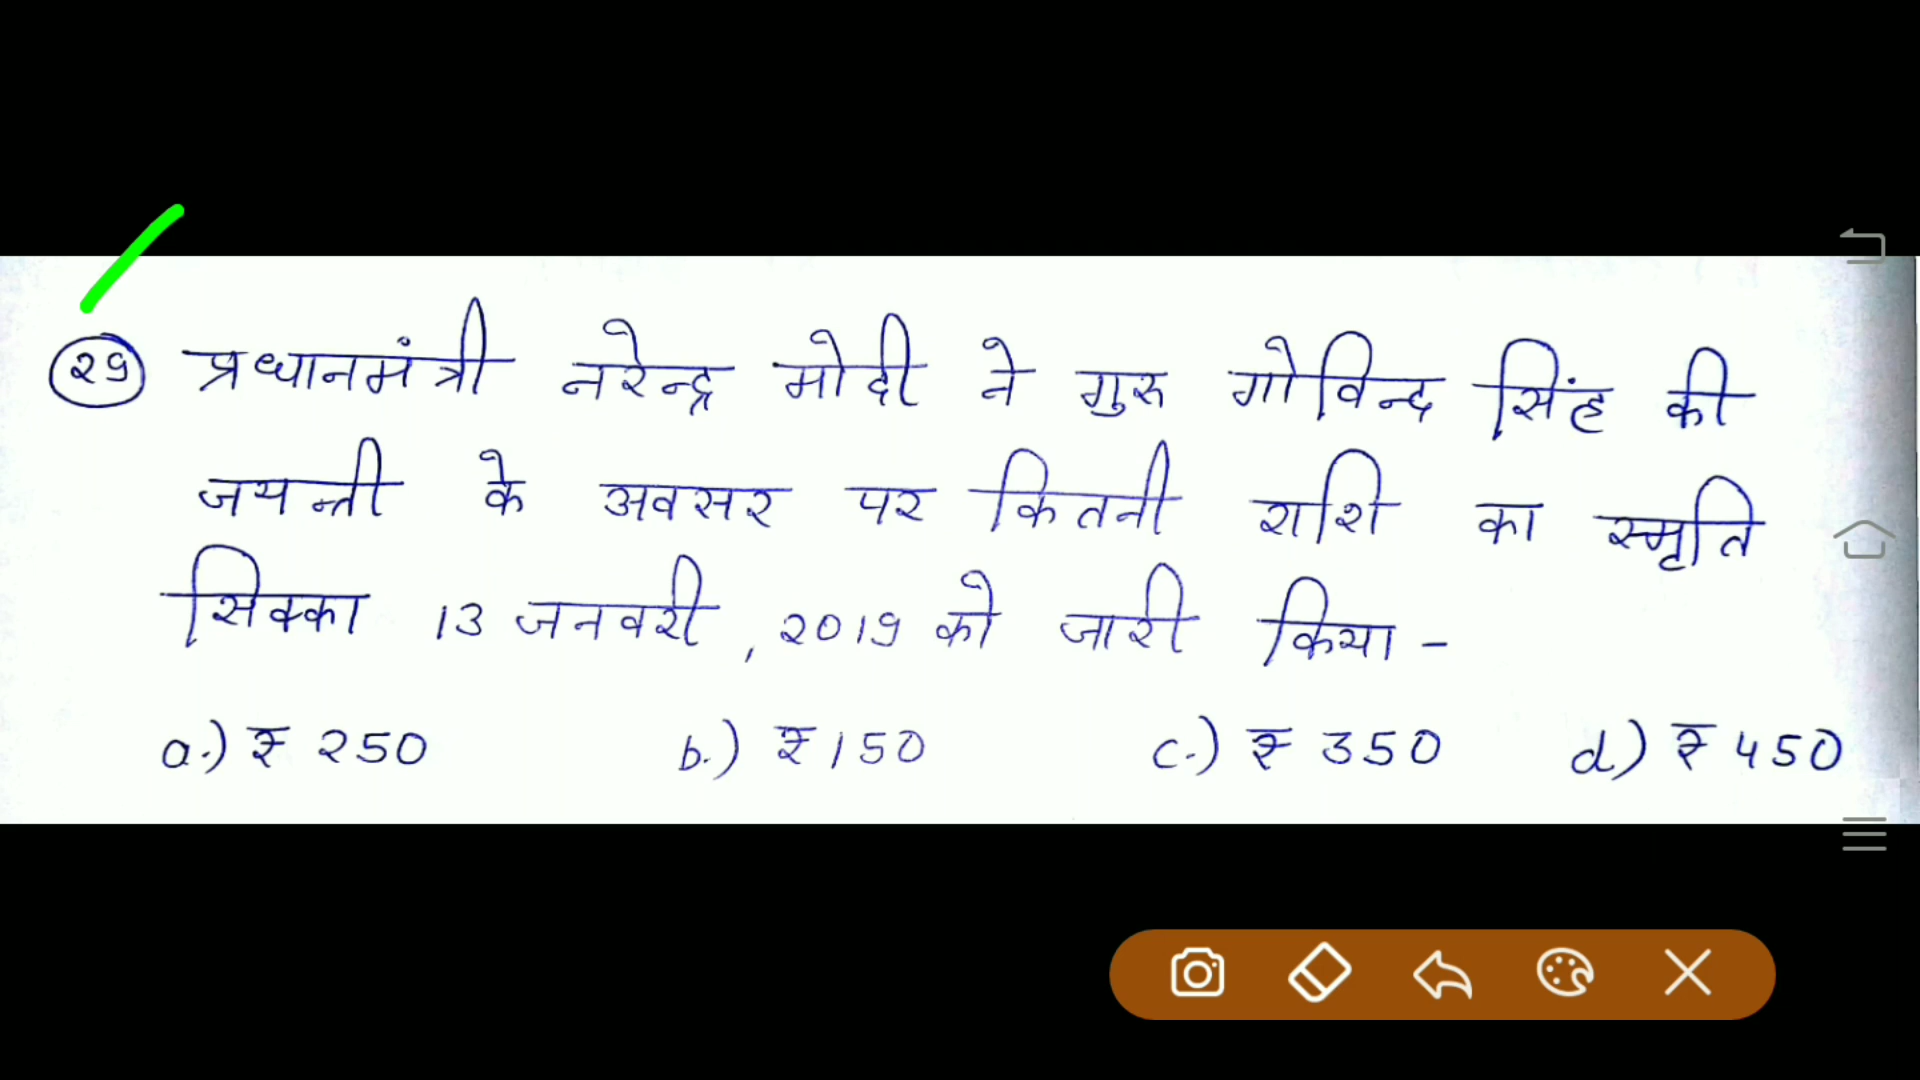 29 प्रधानमंत्री नरेन्द्र मोदी ने गुरु गोविन्द सिंह की
जयन्ती के अवसर पर कितनी राशि का स्मृति
सिक्का 13 जनवरी, 2019 को जारी किया -
a.) ₹ 250 b.) ₹ 150 c.) ₹ 350 d) ₹ 450